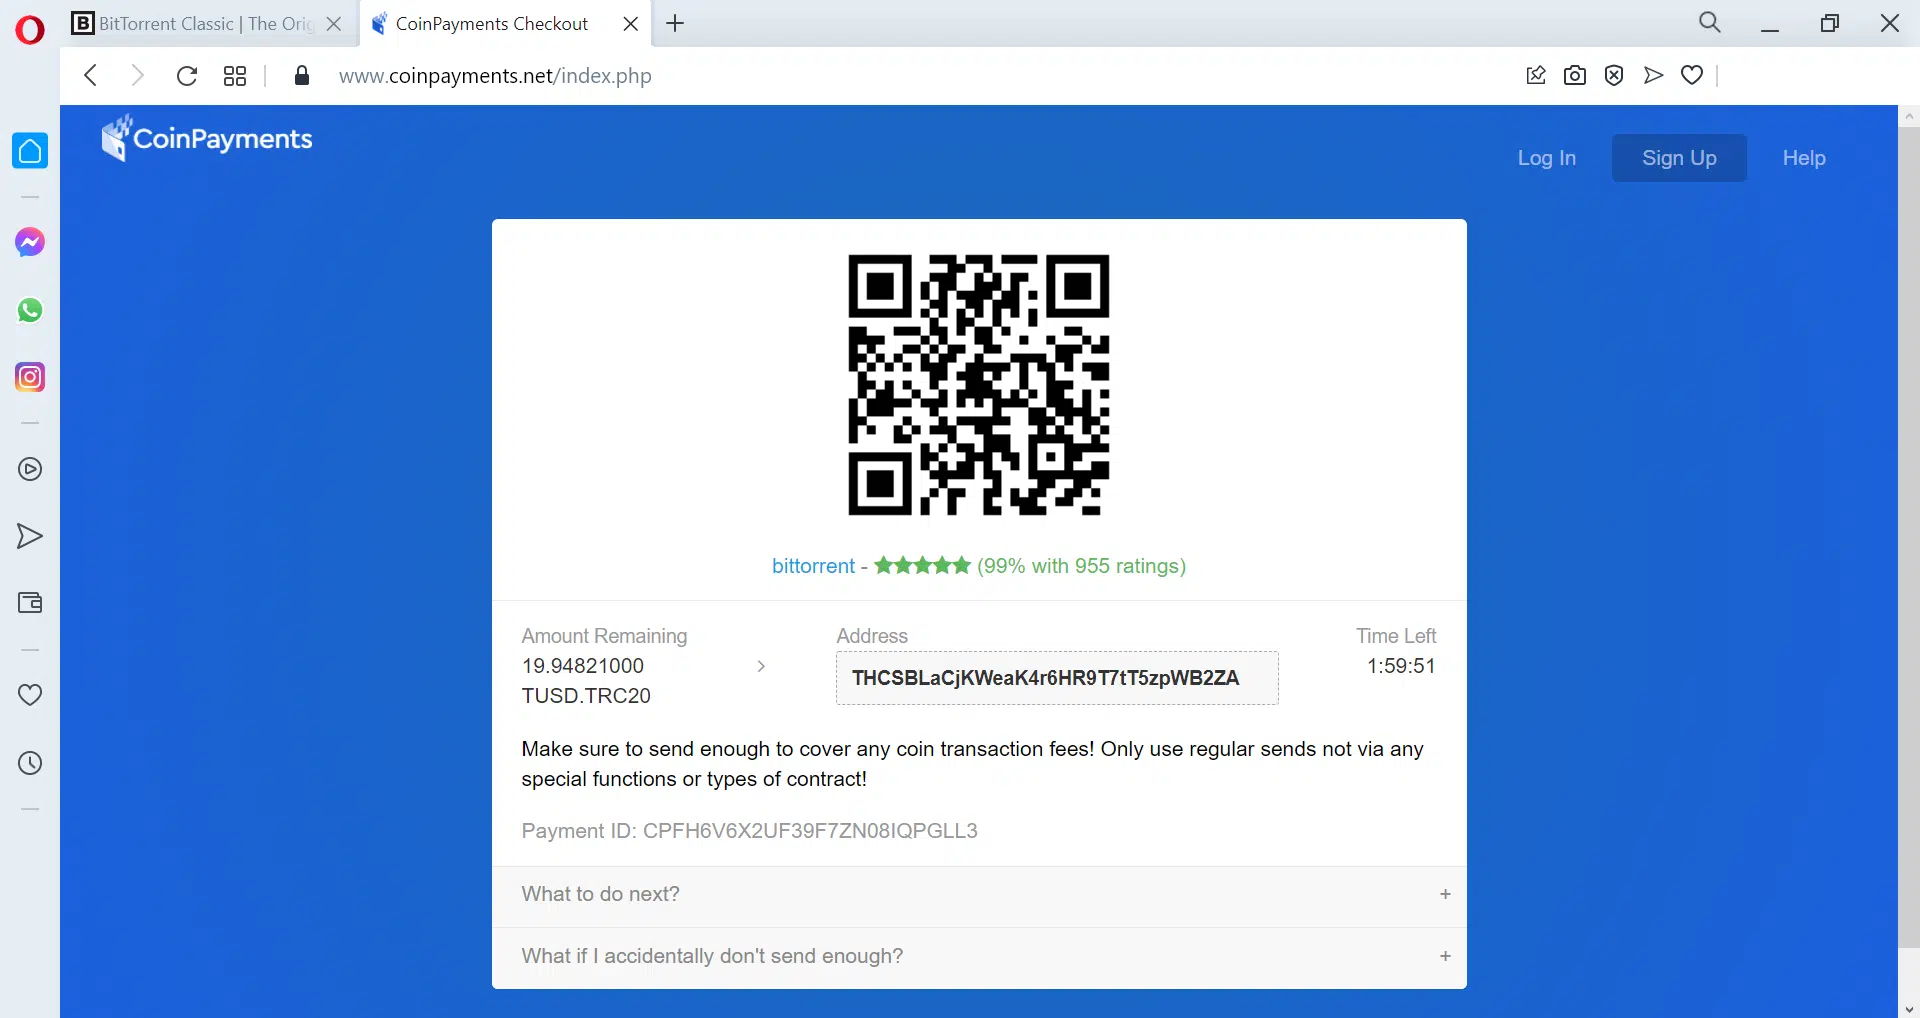 B BitTorrent Classic | The Orig
CoinPayments Checkout
www.coinpayments.net/index.php
CoinPayments
Log In
Sign Up
Help
bittorrent - ★★★★★ (99% with 955 ratings)
Amount Remaining
19.94821000
TUSD.TRC20
Address
THCSBLaCjKWeaK4r6HR9T7tT5zpWB2ZA
Time Left
1:59:51
Make sure to send enough to cover any coin transaction fees! Only use regular sends not via any
special functions or types of contract!
Payment ID: CPFH6V6X2UF39F7ZN08IQPGLL3
What to do next? +
What if I accidentally don't send enough? +